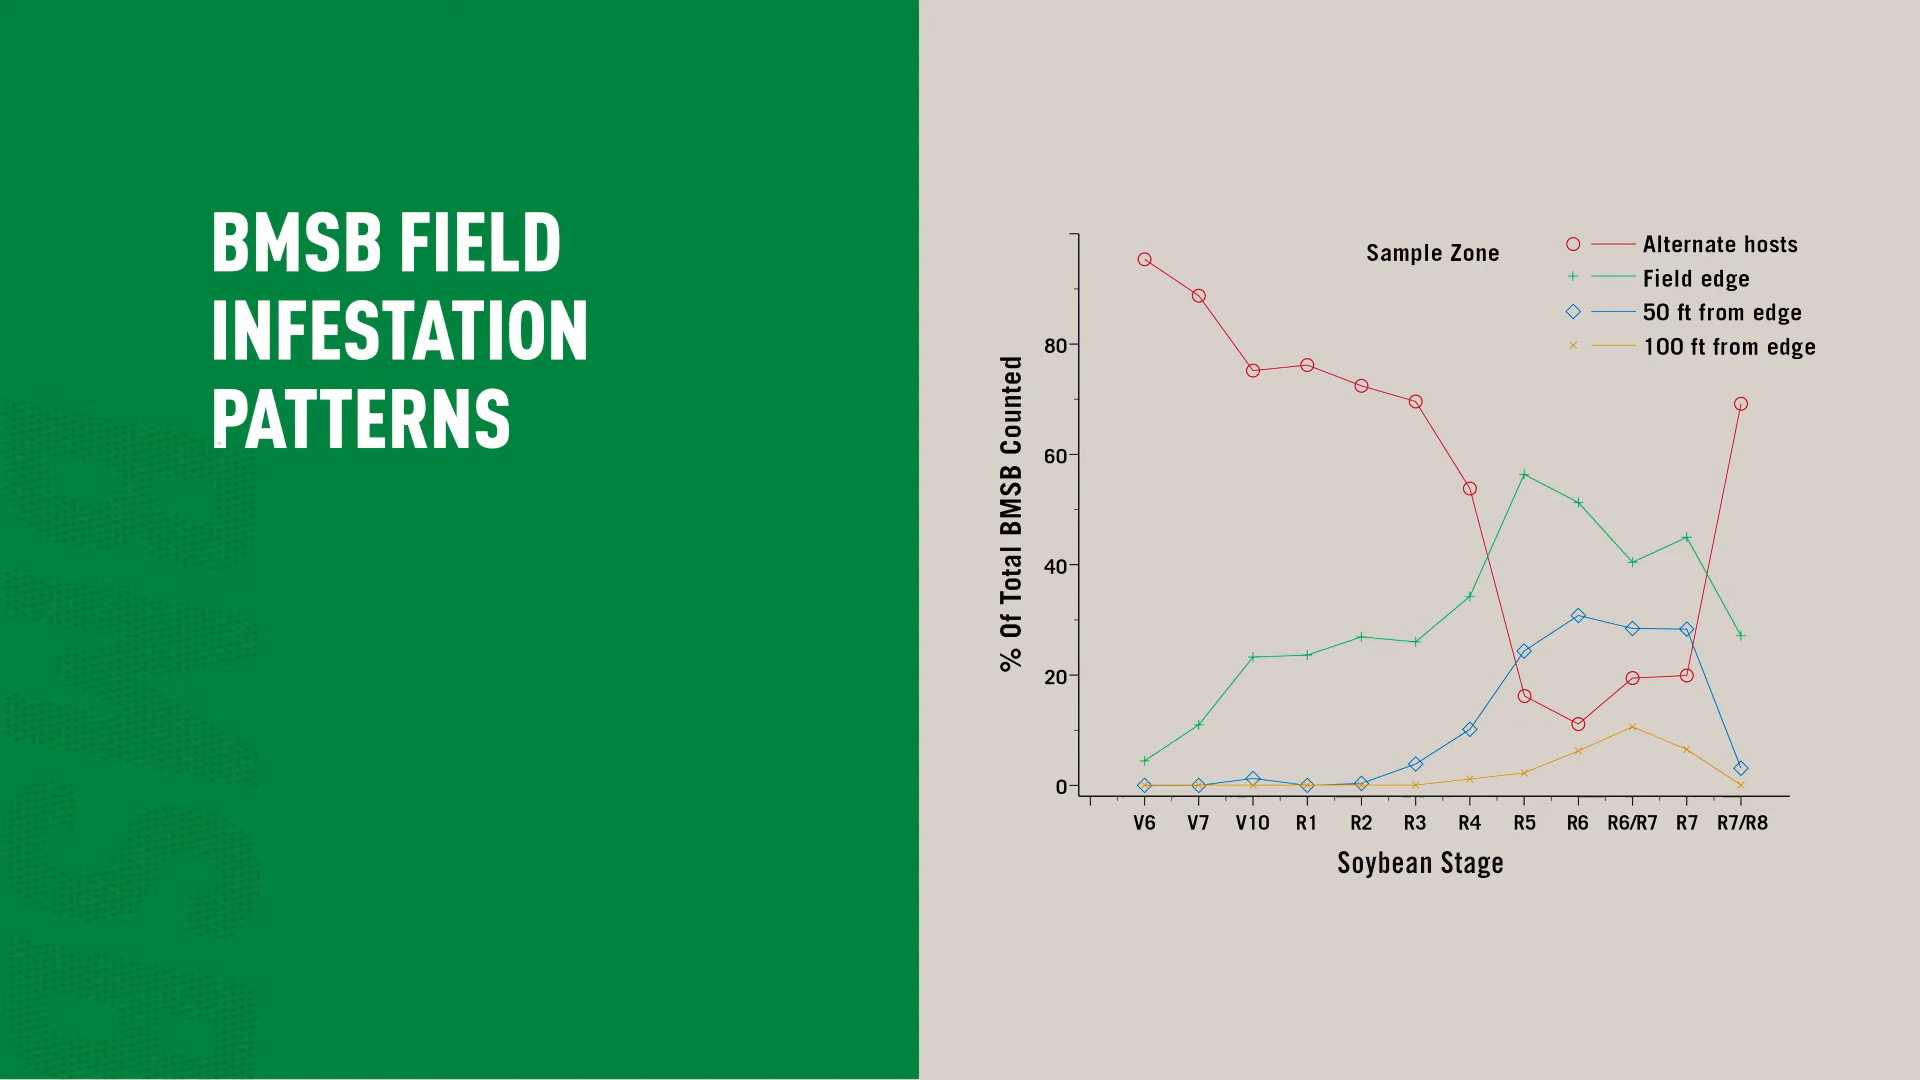 BMSB FIELD
INFESTATION
PATTERNS
BMSB
Sample Zone
Alternate hosts
Field edge
50 ft from edge
100 ft from edge
% Of Total BMSB Counted
80
60
40
20
0
V6 V7 V10 R1 R2 R3 R4 R5 R6 R6/R7 R7 R7/R8
Soybean Stage